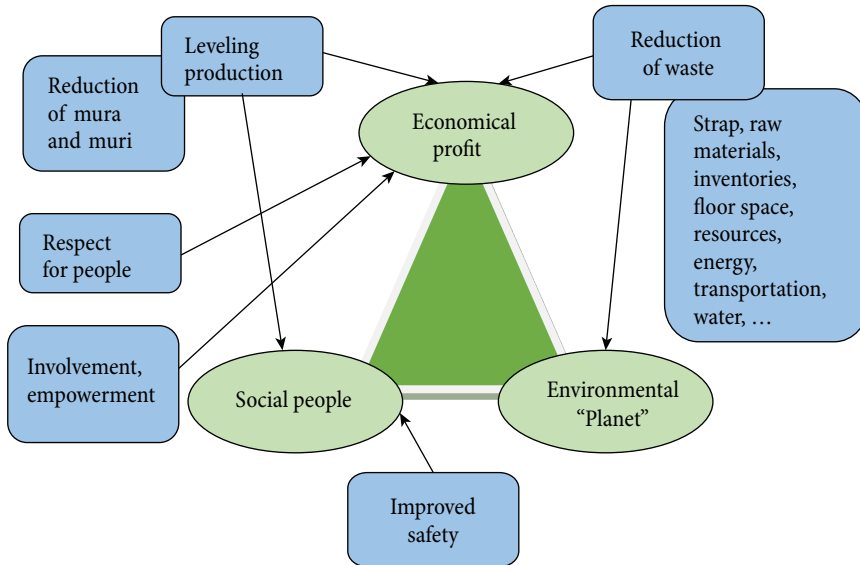 Leveling
production
Reduction
of mura
and muri
Reduction
of waste
Strap, raw
materials,
inventories,
floor space,
resources,
energy,
transportation,
water, …
Economical
profit
Respect
for people
Involvement,
empowerment
Social people
Environmental
“Planet”
Improved
safety